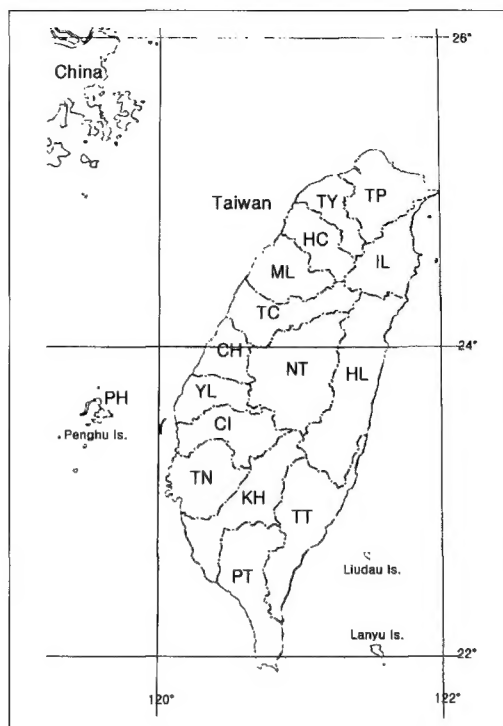 26°
China
Taiwan
TY
TP
HC
IL
ML
TC
24°
CH
NT
HL
YL
PH
Penghu Is.
CI
TN
KH
TT
PT
Liudau Is.
Lanyu Is.
22°
120°
122°